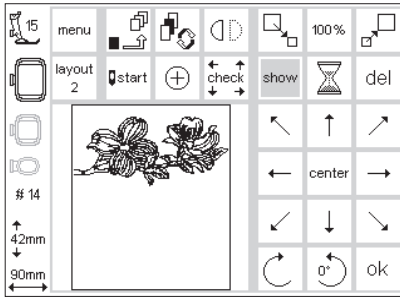 15
menu
100%
layout
2
start
check
show
del
center
# 14
42mm
90mm
0°
ok